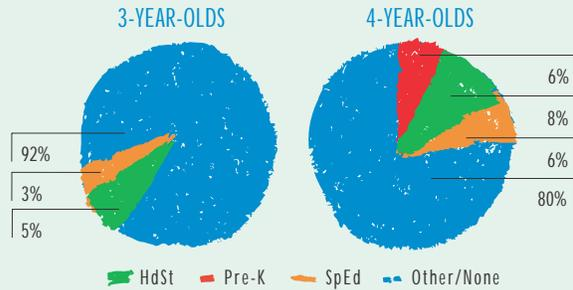 3-YEAR-OLDS
92%
3%
5%
4-YEAR-OLDS
6%
8%
6%
80%
HdSt Pre-K SpEd Other/None